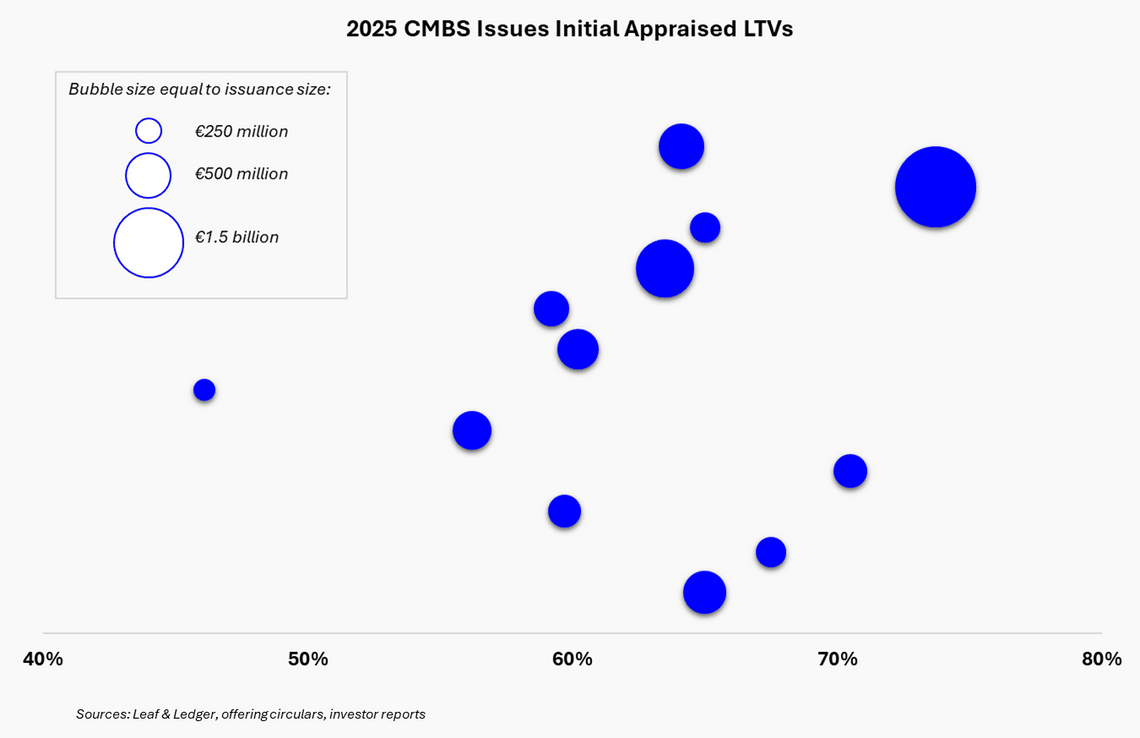 2025 CMBS Issues Initial Appraised LTVs
Bubble size equal to issuance size:
€250 million
€500 million
€1.5 billion
40% 50% 60% 70% 80%
Sources: Leaf & Ledger, offering circulars, investor reports